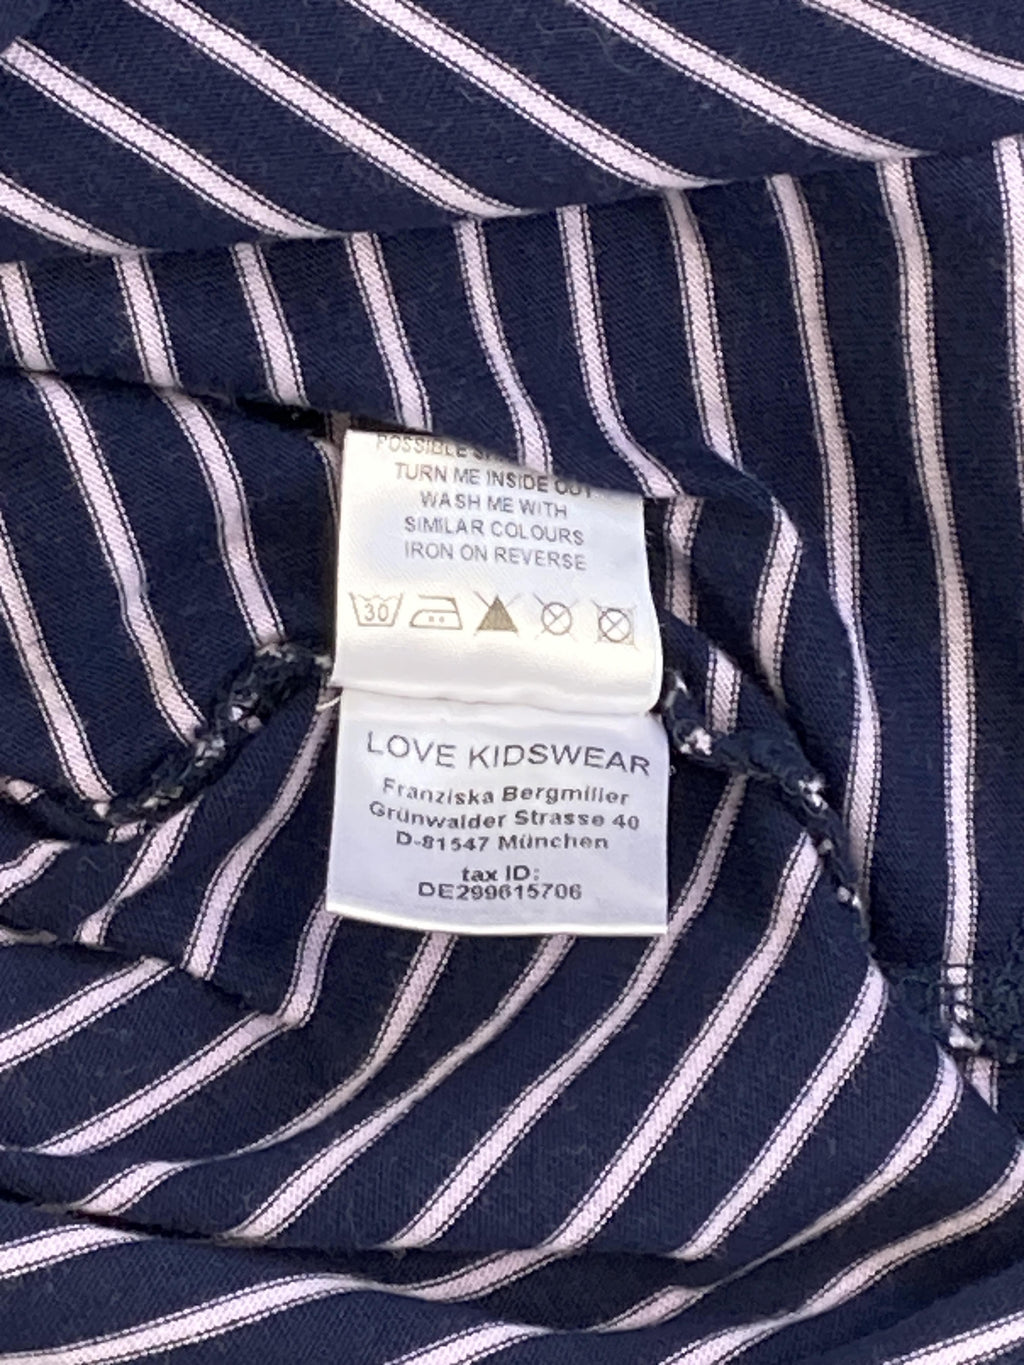 POSSIBLE
TURN ME INSIDE OUT
WASH ME WITH
SIMILAR COLOURS
IRON ON REVERSE
30
LOVE KIDSWEAR
Franziska Bergmiller
Grünwalder Strasse 40
D-81547 München
tax ID:
DE299615706